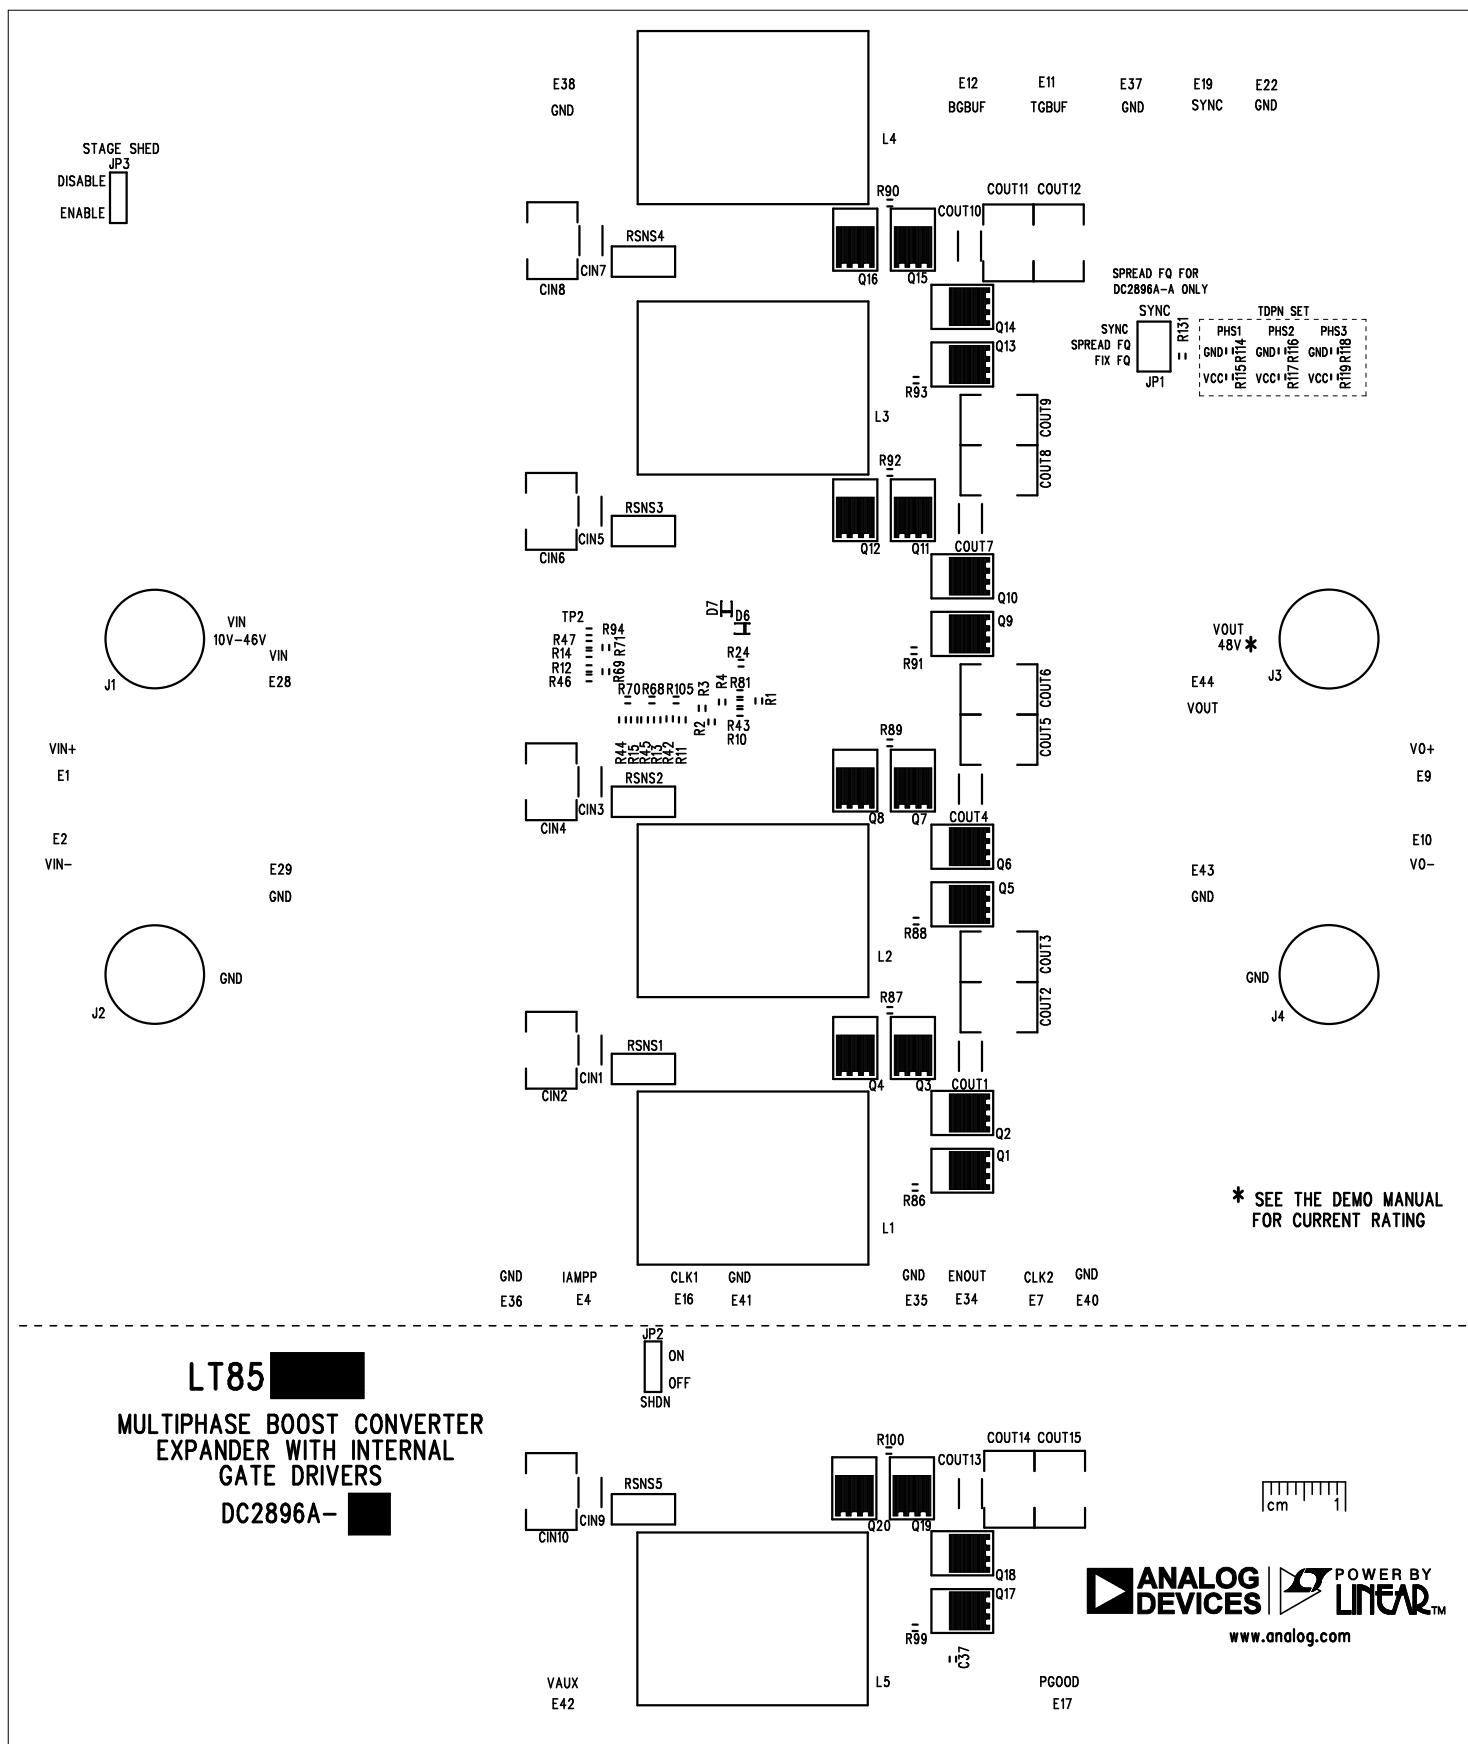 E38
GND
E12
BGBUF
E11
TGBUF
E37
GND
E19
SYNC
E22
GND
L4
STAGE SHED
JP3
DISABLE
ENABLE
R90
COUT10
COUT11 COUT12
RSNS4
CIN7
CIN8
Q16
Q15
Q14
Q13
R93
L3
SPREAD FQ FOR
DC2896A-A ONLY
SYNC
SYNC
SPREAD FQ
FIX FQ
JP1
R131
TDPN SET
PHS1 PHS2 PHS3
GND R114 GND R116 GND R118
VCC R115 VCC R117 VCC R119
COUT9
COUT8
R92
RSNS3
CIN5
CIN6
Q12
Q11
COUT7
Q10
Q9
R91
D7
D6
TP2
R47
R14
R12
R46
R94
R71
R69
R24
R70 R68 R105
R3
R4
R81
R1
R2
R43
R10
R44
R15
R45
R13
R42
R11
VIN
10V-46V
J1
VIN
E28
VOUT
48V *
J3
E44
VOUT
COUT6
COUT5
VIN+
E1
VO+
E9
R89
RSNS2
CIN3
CIN4
Q8
Q7
COUT4
Q6
Q5
R88
E2
VIN-
E29
GND
E43
GND
E10
VO-
L2
COUT3
COUT2
GND
J2
GND
J4
R87
RSNS1
CIN1
CIN2
Q4
Q3
COUT1
Q2
Q1
R86
L1
* SEE THE DEMO MANUAL
FOR CURRENT RATING
GND
E36
IAMPP
E4
CLK1
E16
GND
E41
GND
E35
ENOUT
E34
CLK2
E7
GND
E40
JP2
ON
OFF
SHDN
LT85
MULTIPHASE BOOST CONVERTER
EXPANDER WITH INTERNAL
GATE DRIVERS
DC2896A-
R100
COUT13
COUT14 COUT15
RSNS5
CIN9
CIN10
Q20
Q19
Q18
Q17
R99
C37
L5
VAUX
E42
PGOOD
E17
cm 1
ANALOG
DEVICES
POWER BY
LINEAR™
www.analog.com